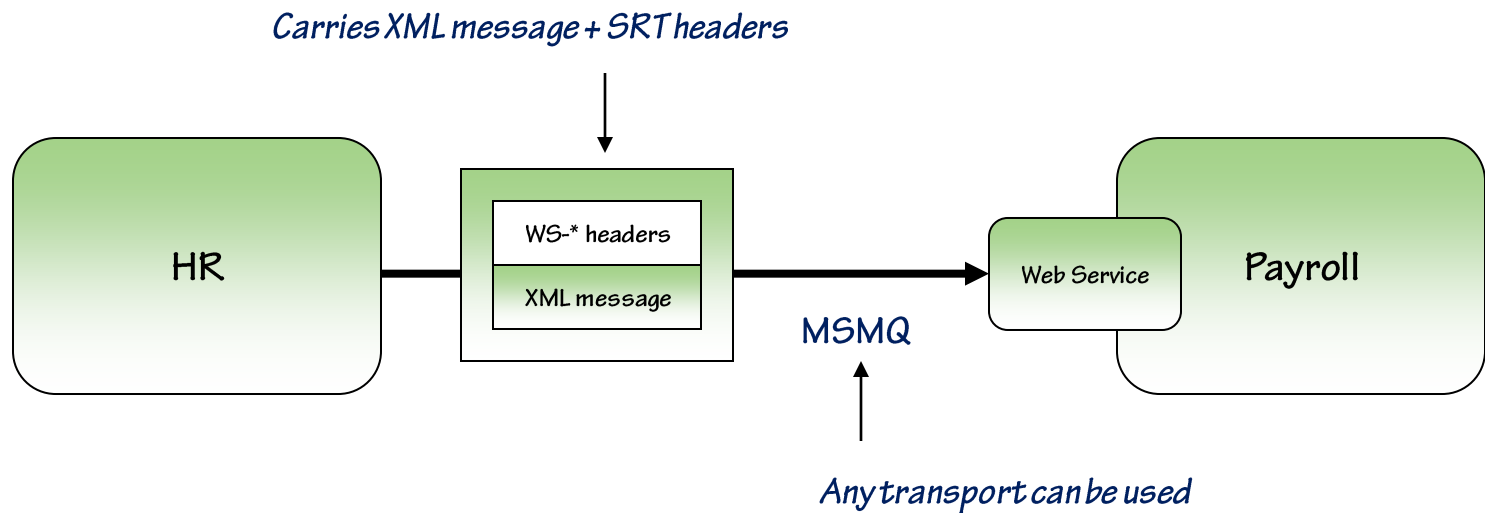 Carries XML message + SRT headers
HR
WS-* headers
XML message
Web Service
Payroll
MSMQ
Any transport can be used